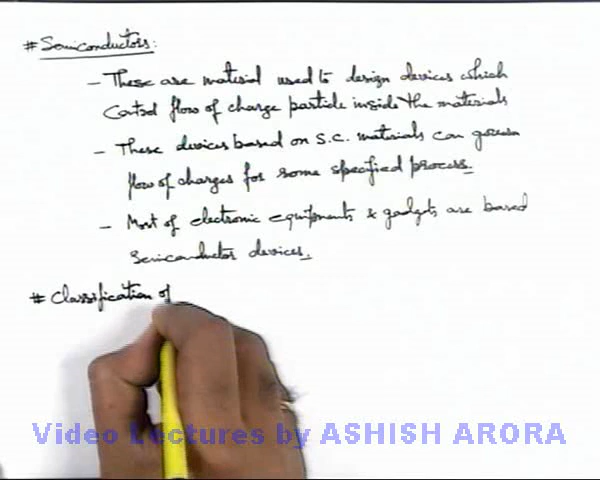 # Semiconductors:
- These are material used to design devices which
Control flow of charge particle inside the materials
- These devices based on S.C. materials can govern
flow of charges for some specified process.
- Most of electronic equipments & gadgets are based
Semiconductor devices.
# Classification of
Video Lectures by ASHISH ARORA